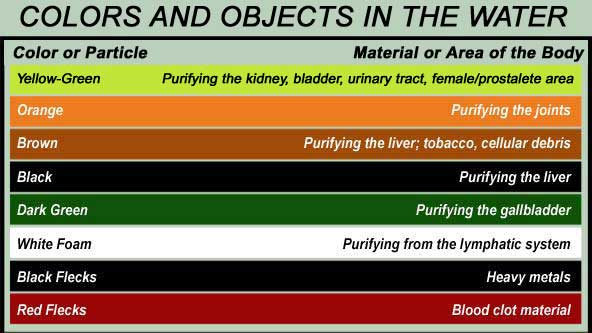 COLORS AND OBJECTS IN THE WATER
Color or Particle Material or Area of the Body
Yellow-Green Purifying the kidney, bladder, urinary tract, female/prostalete area
Orange Purifying the joints
Brown Purifying the liver; tobacco, cellular debris
Black Purifying the liver
Dark Green Purifying the gallbladder
White Foam Purifying from the lymphatic system
Black Flecks Heavy metals
Red Flecks Blood clot material